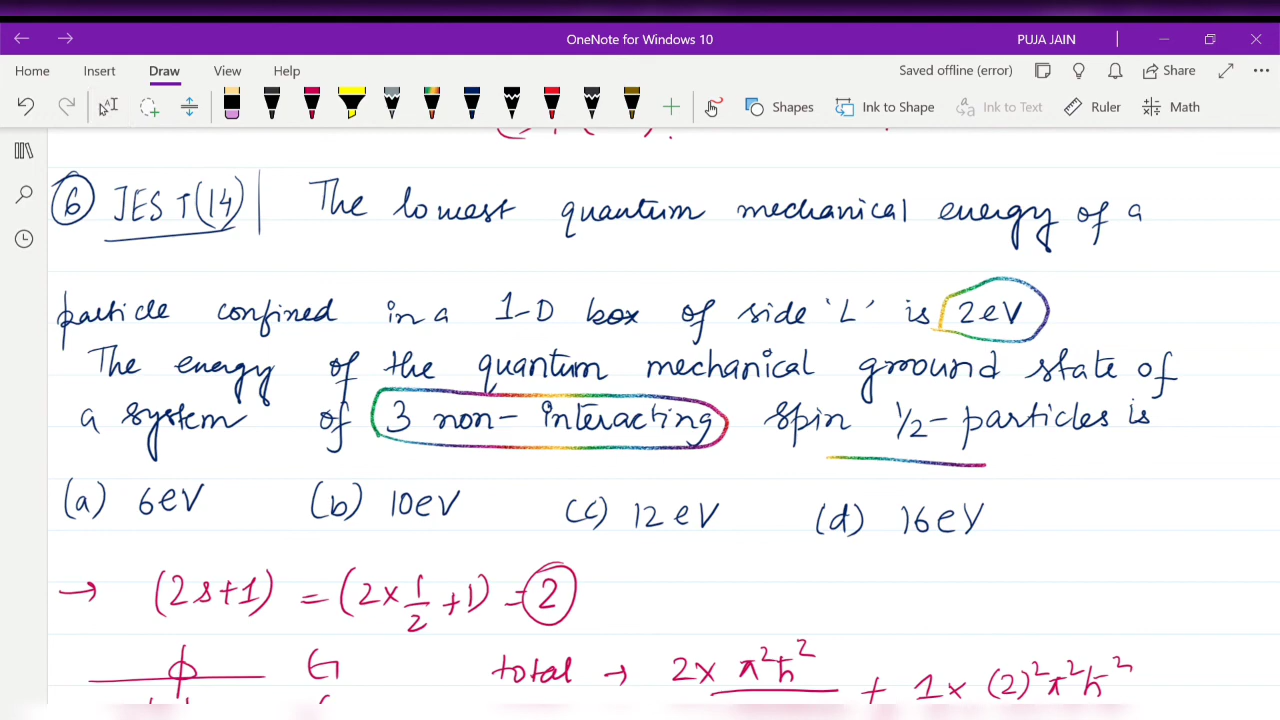 OneNote for Windows 10
PUJA JAIN
Home Insert Draw View Help
Saved offline (error)
Share
Shapes
Ink to Shape
Ink to Text
Ruler
Math
6 JEST(14) The lowest quantum mechanical energy of a
particle confined in a 1-D box of side 'L' is 2eV
The energy of the quantum mechanical ground state of
a system of 3 non-interacting spin 1/2-particles is
(a) 6eV (b) 10eV (c) 12eV (d) 16eV
→ (2s+1) = (2×1/2+1) = 2
total → 2× π²ħ² + 1× (2)²π²ħ²